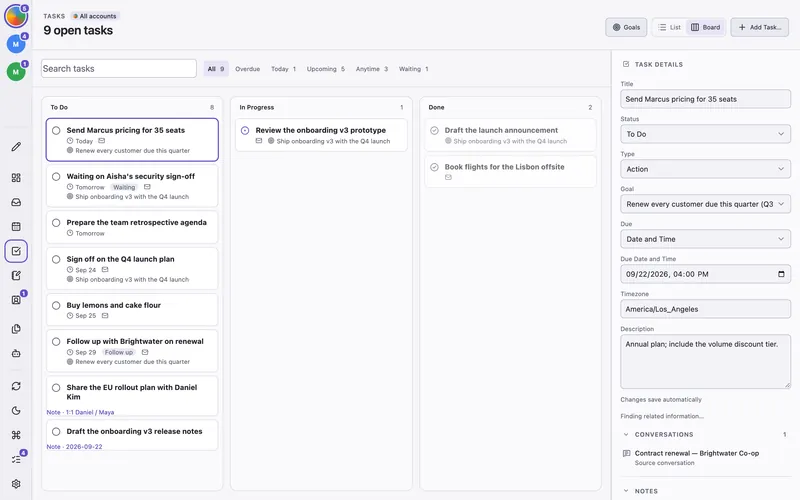 5
TASKS All accounts
9 open tasks
Goals
List
Board
Add Task...
M 4
M 1
Search tasks
All 9
Overdue
Today 1
Upcoming 5
Anytime 3
Waiting 1
To Do 8
Send Marcus pricing for 35 seats
Today
Renew every customer due this quarter
Waiting on Aisha's security sign-off
Tomorrow Waiting
Ship onboarding v3 with the Q4 launch
Prepare the team retrospective agenda
Tomorrow
Sign off on the Q4 launch plan
Sep 24
Ship onboarding v3 with the Q4 launch
Buy lemons and cake flour
Sep 25
Follow up with Brightwater on renewal
Sep 29 Follow up
Renew every customer due this quarter
Share the EU rollout plan with Daniel
Kim
Note · 1:1 Daniel / Maya
Draft the onboarding v3 release notes
Note · 2026-09-22
In Progress 1
Review the onboarding v3 prototype
Ship onboarding v3 with the Q4 launch
Done 2
Draft the launch announcement
Ship onboarding v3 with the Q4 launch
Book flights for the Lisbon offsite
TASK DETAILS
Title
Send Marcus pricing for 35 seats
Status
To Do
Type
Action
Goal
Renew every customer due this quarter (Q3
Due
Date and Time
Due Date and Time
09/22/2026, 04:00 PM
Timezone
America/Los_Angeles
Description
Annual plan; include the volume discount tier.
Changes save automatically
Finding related information...
CONVERSATIONS 1
Contract renewal — Brightwater Co-op
Source conversation
NOTES
1
4